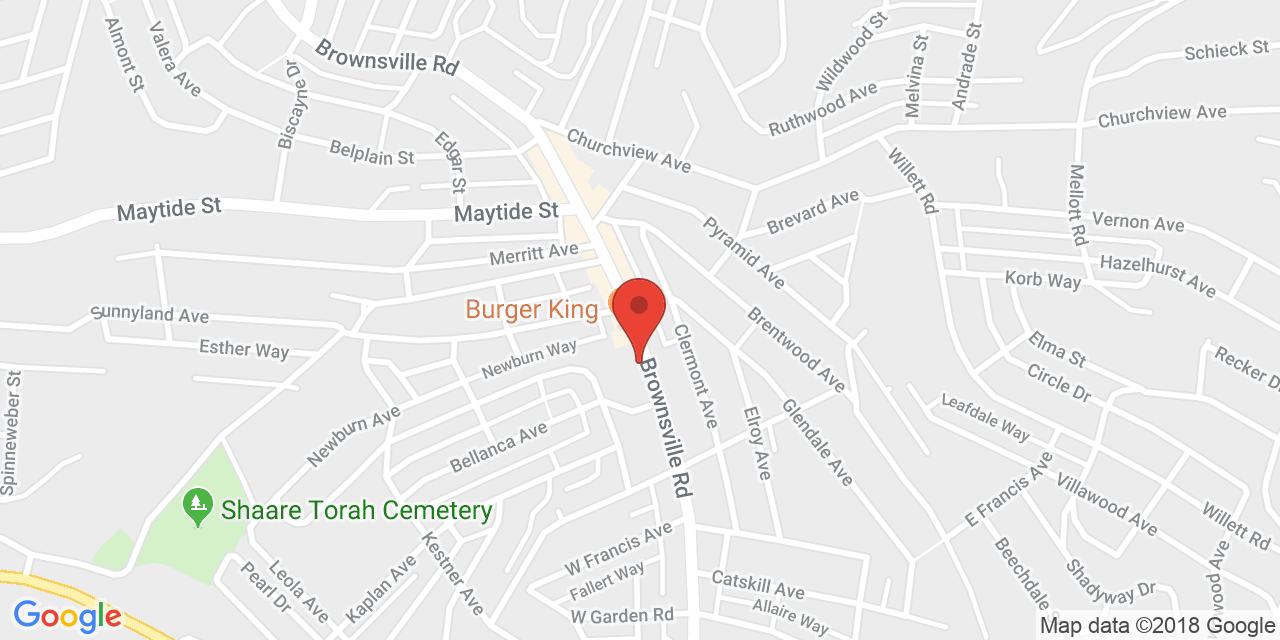 Brownsville Rd
Wildwood St
Melvina St
Andrade St
Schieck St
Valera Ave
Almont St
Biscayne Dr
Ruthwood Ave
Churchview Ave
Churchview Ave
Belplain St
Edgar St
Willett Rd
Mellott Rd
Maytide St
Maytide St
Brevard Ave
Vernon Ave
Pyramid Ave
Merritt Ave
Hazelhurst Ave
Korb Way
Burger King
Sunnyland Ave
Brentwood Ave
Elma St
Esther Way
Newburn Way
Clermont Ave
Recker Dr
Circle Dr
Spinneweber St
Brownsville Rd
Newburn Ave
Elroy Ave
Glendale Ave
Leafdale Way
Bellanca Ave
Villawood Ave
E Francis Ave
Shaare Torah Cemetery
Willett Rd
W Francis Ave
Kestner Ave
Leola Ave
Pearl Dr
Kaplan Ave
Fallert Way
Catskill Ave
Beechdale
Shadyway Dr
W Garden Rd
Allaire Way
Google
Map data ©2018 Google